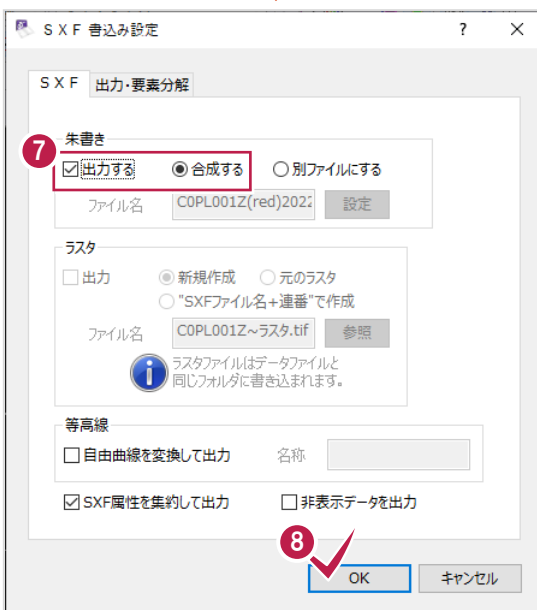 SXF 書込み設定 ? ×
SXF 出力・要素分解
朱書き
7
出力する 合成する 別ファイルにする
ファイル名 C0PL001Z(red)2022 設定
ラスタ
出力 新規作成 元のラスタ
"SXFファイル名+連番"で作成
ファイル名 C0PL001Z~ラスタ.tif 参照
ラスタファイルはデータファイルと
同じフォルダに書き込まれます。
等高線
自由曲線を変換して出力 名称
SXF属性を集約して出力 非表示データを出力
8
OK キャンセル